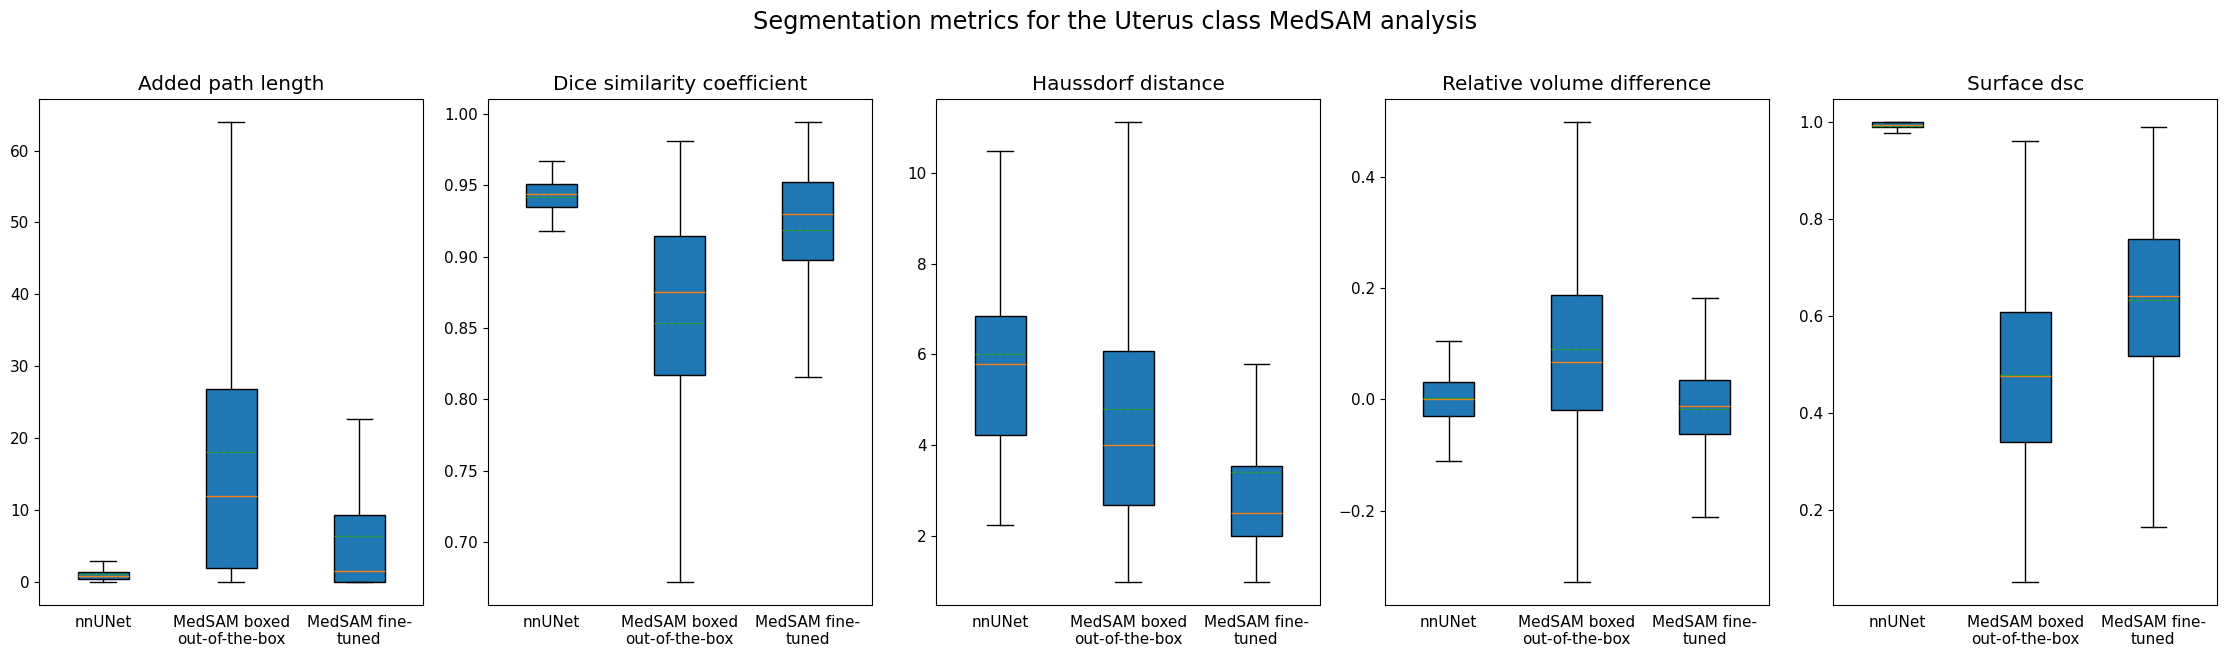 Segmentation metrics for the Uterus class MedSAM analysis
Added path length
60
50
40
30
20
10
0
nnUNet
MedSAM boxed
out-of-the-box
MedSAM fine-
tuned
Dice similarity coefficient
1.00
0.95
0.90
0.85
0.80
0.75
0.70
nnUNet
MedSAM boxed
out-of-the-box
MedSAM fine-
tuned
Haussdorf distance
10
8
6
4
2
nnUNet
MedSAM boxed
out-of-the-box
MedSAM fine-
tuned
Relative volume difference
0.4
0.2
0.0
−0.2
nnUNet
MedSAM boxed
out-of-the-box
MedSAM fine-
tuned
Surface dsc
1.0
0.8
0.6
0.4
0.2
nnUNet
MedSAM boxed
out-of-the-box
MedSAM fine-
tuned